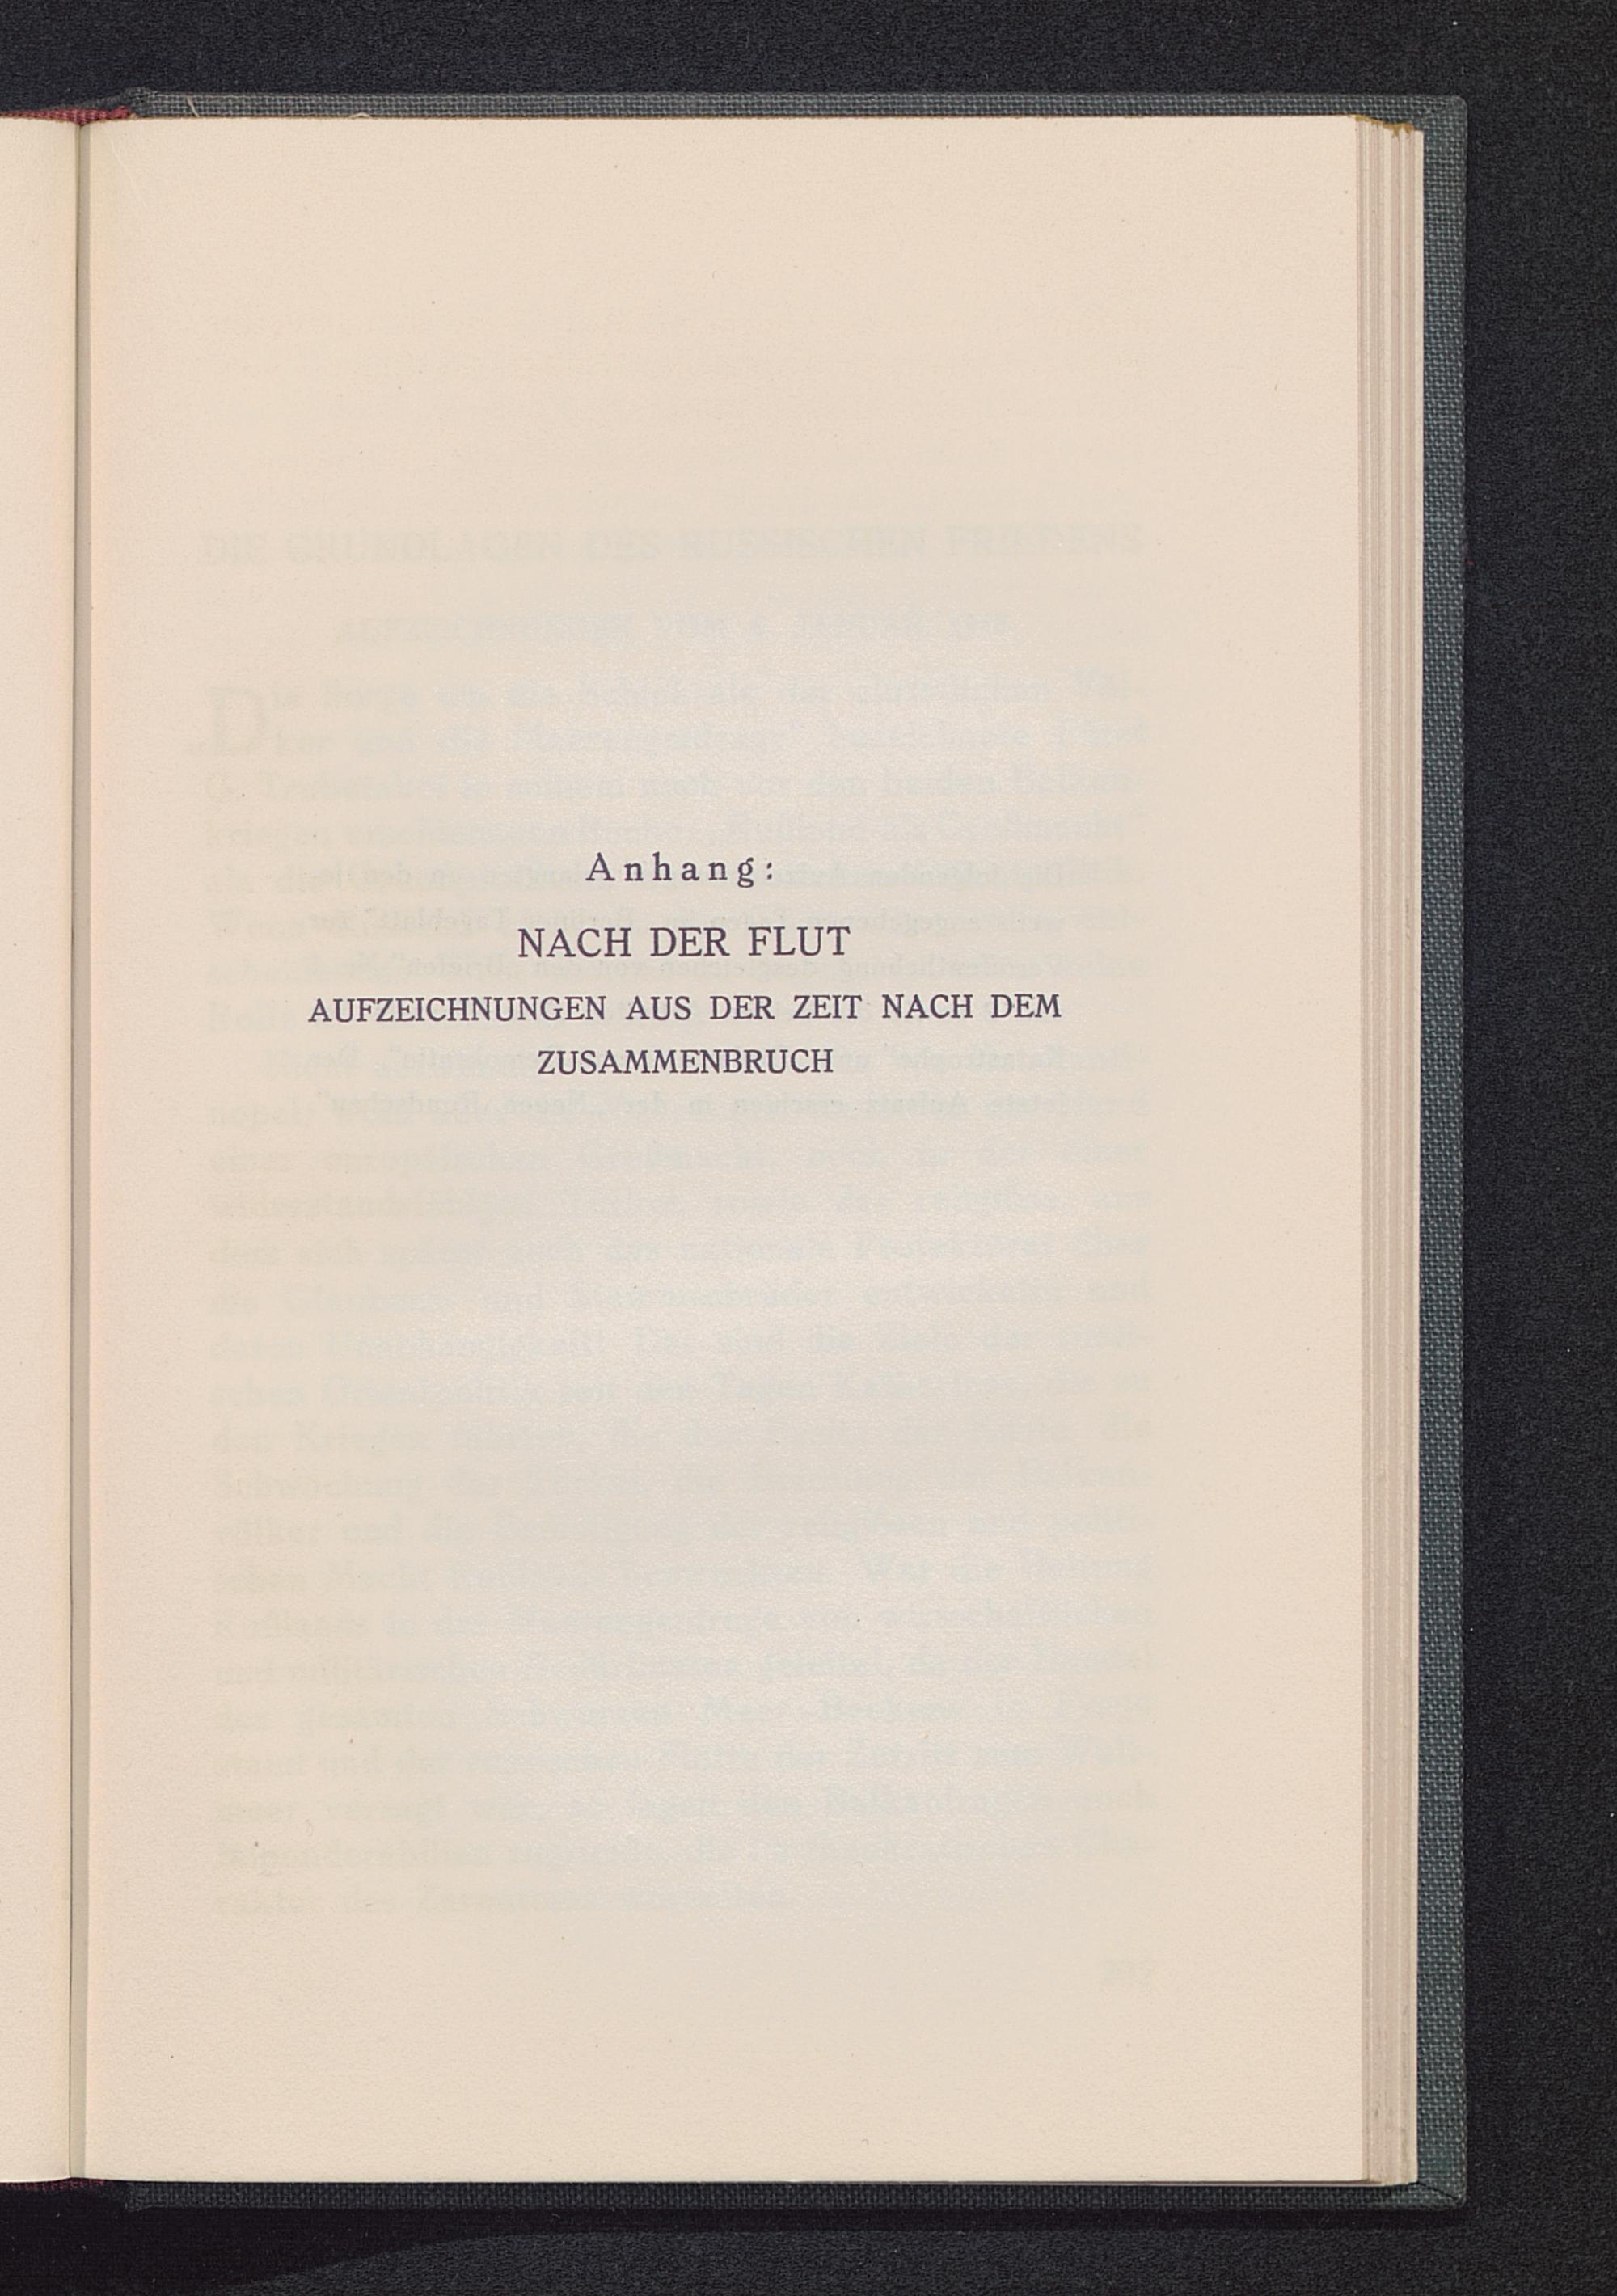 Anhang:
NACH DER FLUT
AUFZEICHNUNGEN AUS DER ZEIT NACH DEM
ZUSAMMENBRUCH